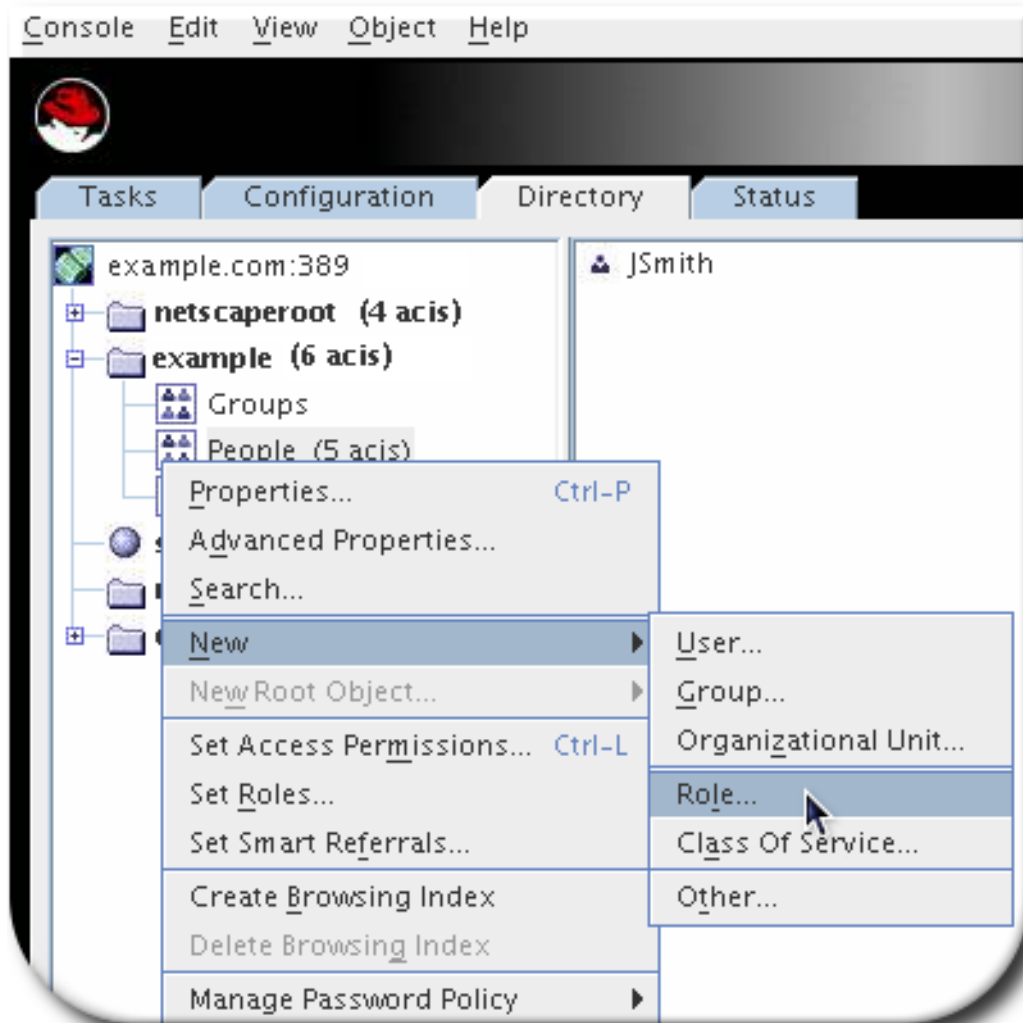 Console Edit View Object Help
Tasks Configuration Directory Status
example.com:389
netscaperoot (4 acis)
example (6 acis)
Groups
People (5 acis)
JSmith
Properties... Ctrl-P
Advanced Properties...
Search...
New
New Root Object...
Set Access Permissions... Ctrl-L
Set Roles...
Set Smart Referrals...
Create Browsing Index
Delete Browsing Index
Manage Password Policy
User...
Group...
Organizational Unit...
Role...
Class Of Service...
Other...